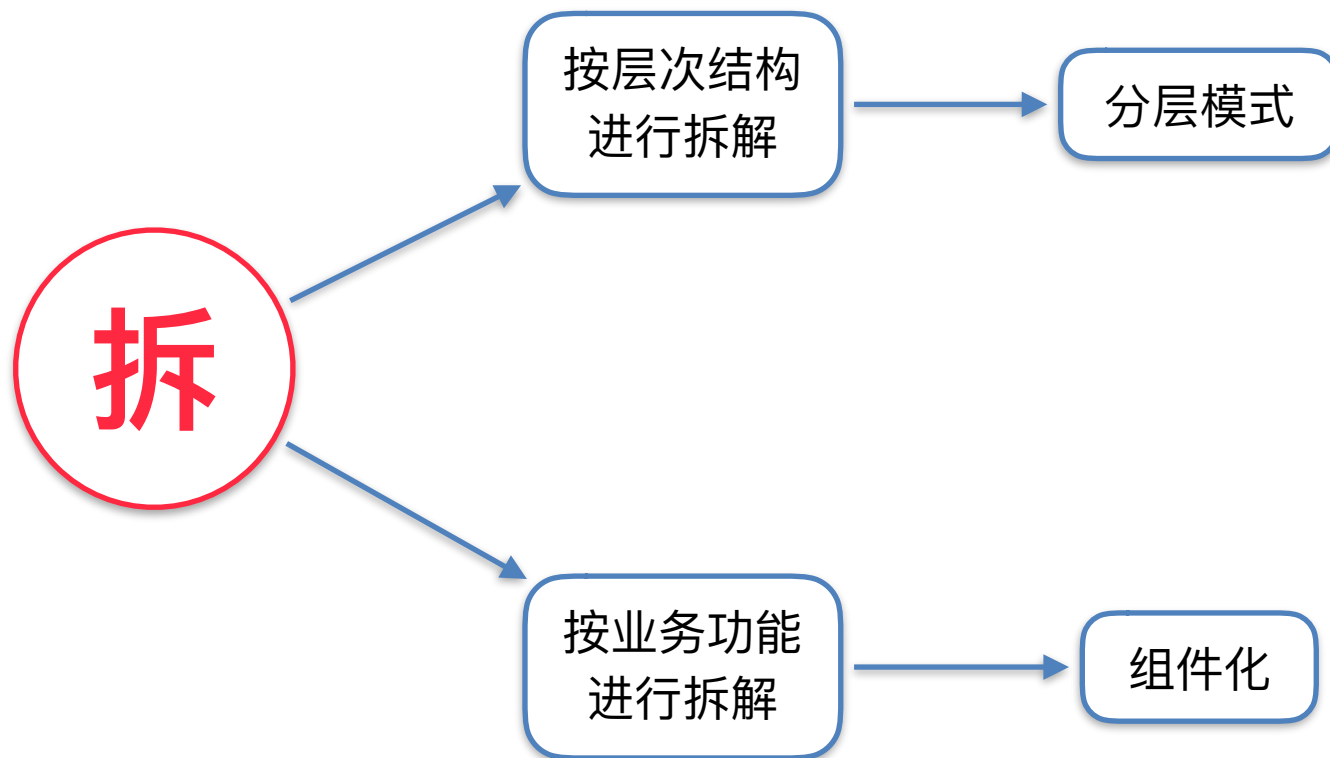 按层次结构
进行拆解
分层模式
拆
按业务功能
进行拆解
组件化